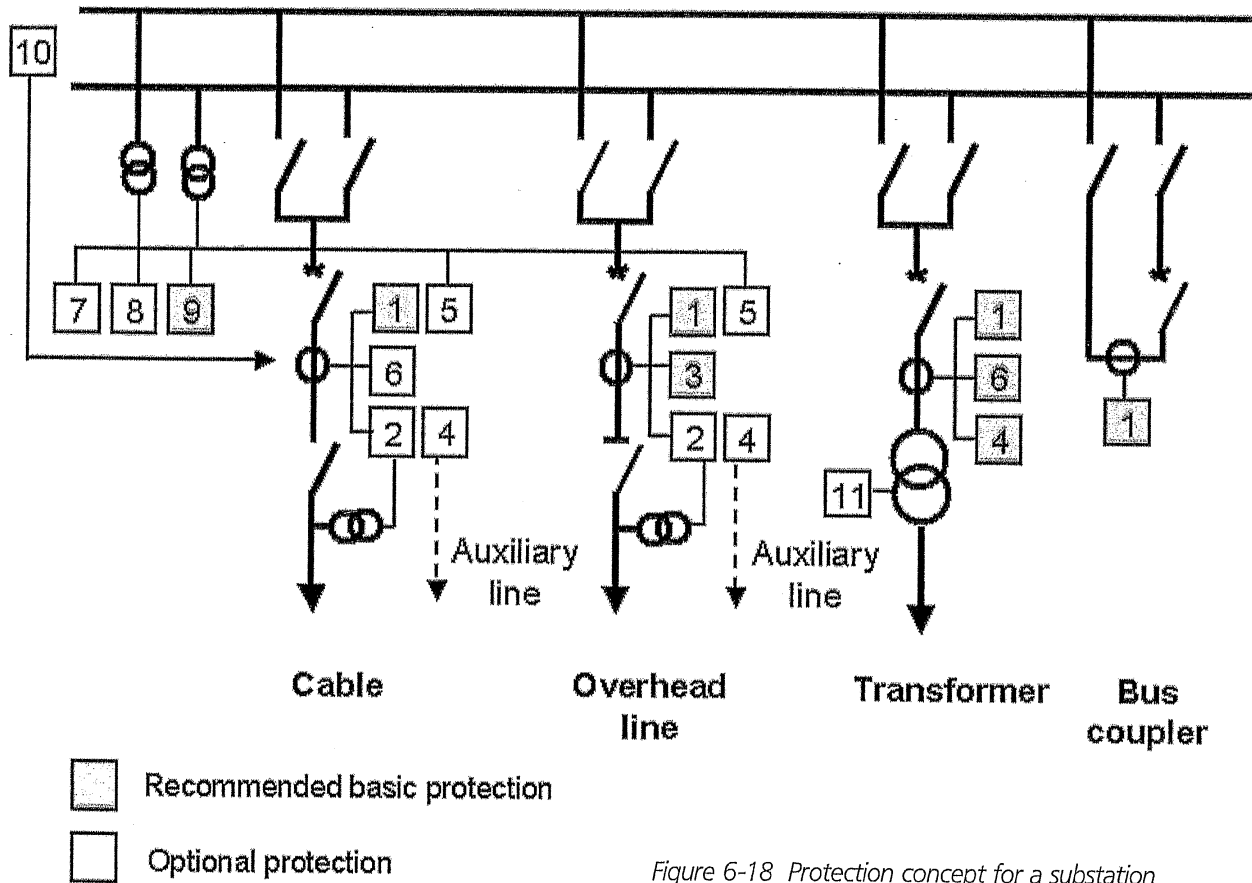 10
7 8 9
1 5
6
2 4
Auxiliary
line
1 5
3
2 4
Auxiliary
line
1
6
4
11
1
Cable
Overhead
line
Transformer
Bus
coupler
Recommended basic protection
Optional protection
Figure 6-18 Protection concept for a substation